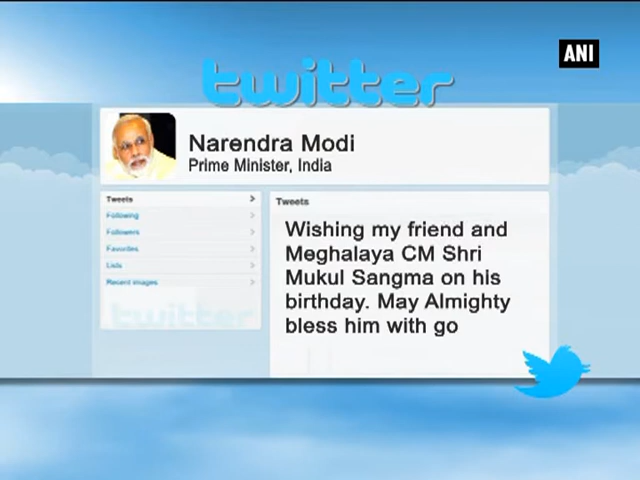 ANI
twitter
Narendra Modi
Prime Minister, India
Tweets
Following
Followers
Favorites
Lists
Recent images
twitter
Tweets
Wishing my friend and
Meghalaya CM Shri
Mukul Sangma on his
birthday. May Almighty
bless him with go